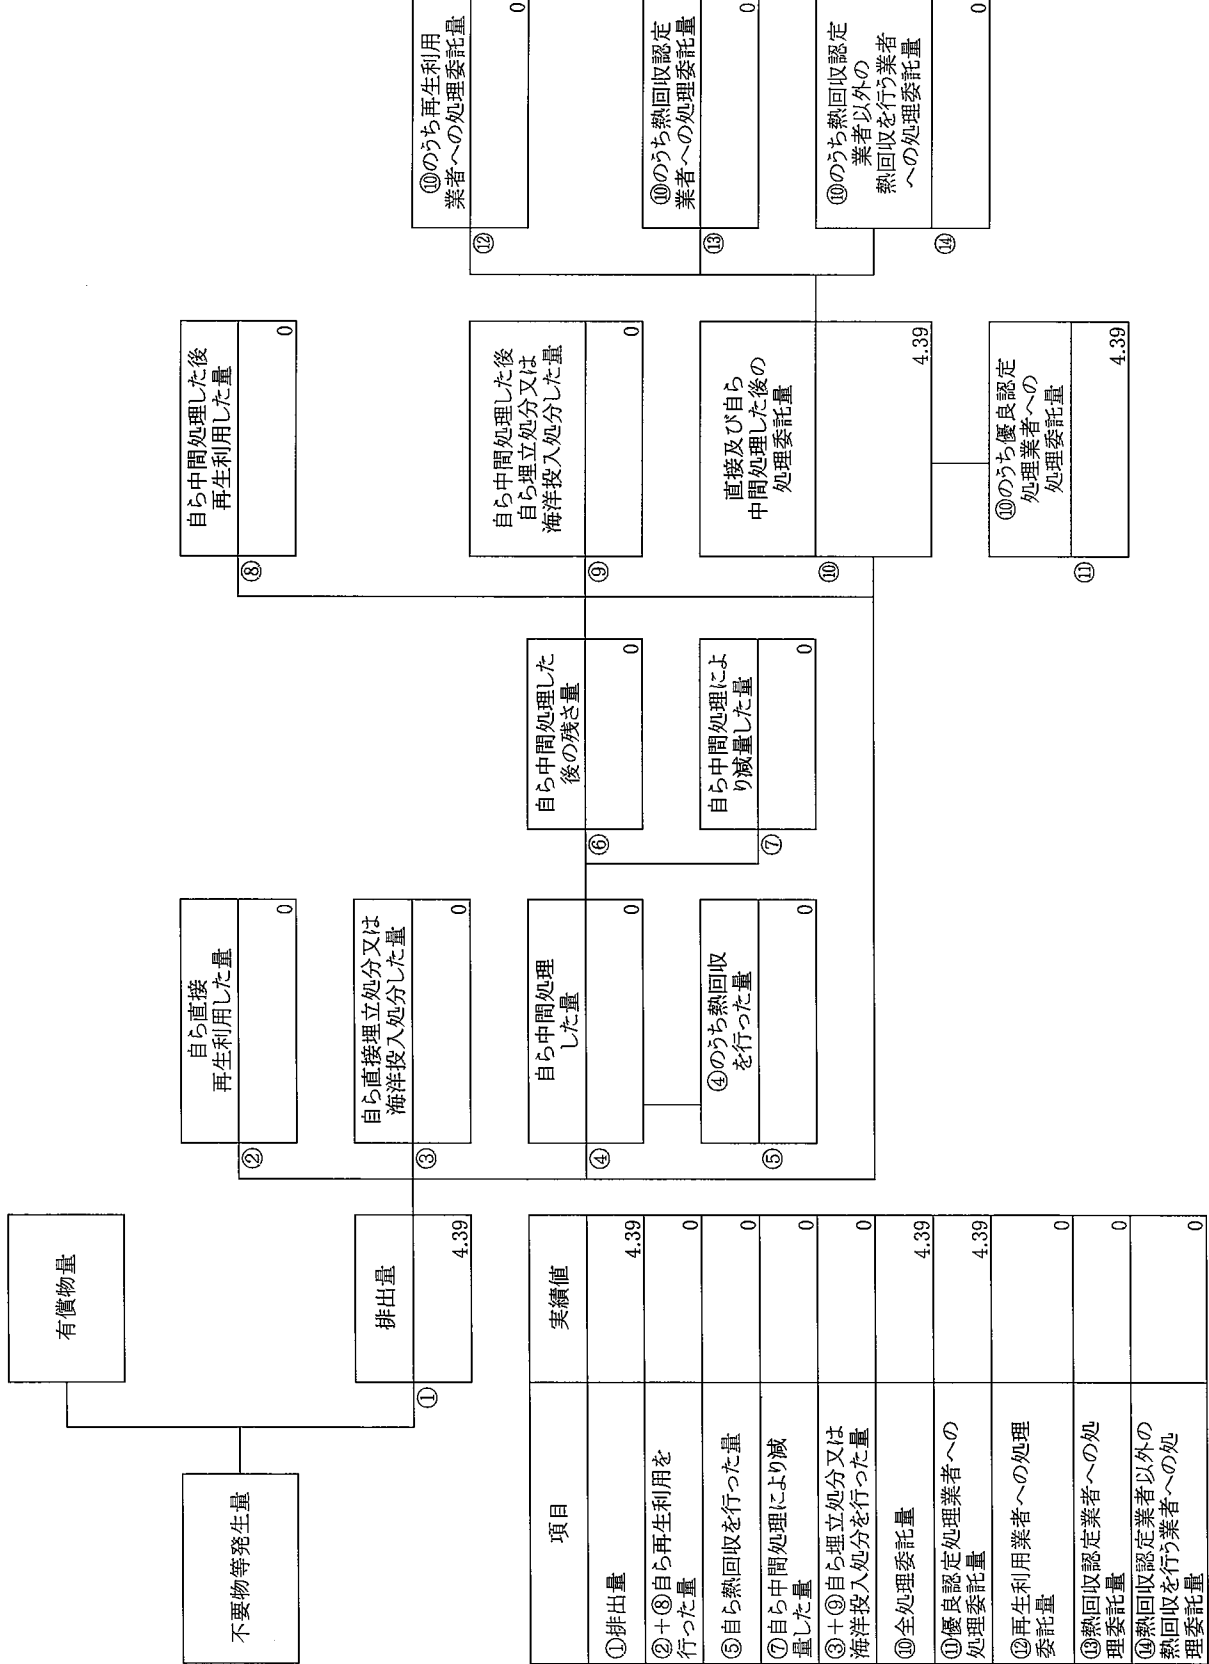 不要物等発生量
有償物量
①
排出量
4.39
②
自ら直接
再生利用した量
0
③
自ら直接埋立処分又は
海洋投入処分した量
0
④
自ら中間処理
した量
0
⑤
④のうち熱回収
を行った量
0
⑥
自ら中間処理した
後の残さ量
0
⑦
自ら中間処理によ
り減量した量
0
⑧
自ら中間処理した後
再生利用した量
0
⑨
自ら中間処理した後
自ら埋立処分又は
海洋投入処分した量
0
⑩
直接及び自ら
中間処理した後の
処理委託量
4.39
⑪
⑩のうち優良認定
処理業者への
処理委託量
4.39
⑫
⑩のうち再生利用
業者への処理委託量
0
⑬
⑩のうち熱回収認定
業者への処理委託量
0
⑭
⑩のうち熱回収認定
業者以外の
熱回収を行う業者
への処理委託量
0
項目
実績値
①排出量
4.39
②+⑧自ら再生利用を
行った量
0
⑤自ら熱回収を行った量
0
⑦自ら中間処理により減
量した量
0
③+⑨自ら埋立処分又は
海洋投入処分を行った量
0
⑩全処理委託量
4.39
⑪優良認定処理業者への
処理委託量
4.39
⑫再生利用業者への処理
委託量
0
⑬熱回収認定業者への処
理委託量
0
⑭熱回収認定業者以外の
熱回収を行う業者への処
理委託量
0